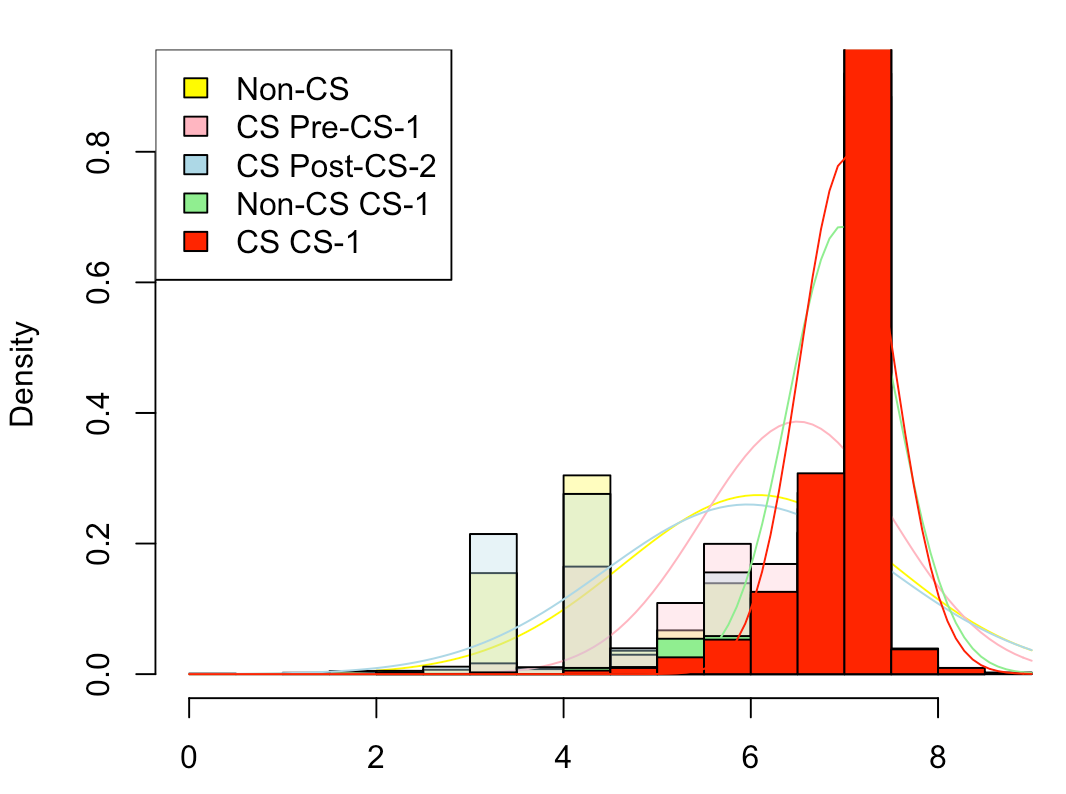 Non-CS
CS Pre-CS-1
CS Post-CS-2
Non-CS CS-1
CS CS-1
Density
0.8
0.6
0.4
0.2
0.0
0 2 4 6 8